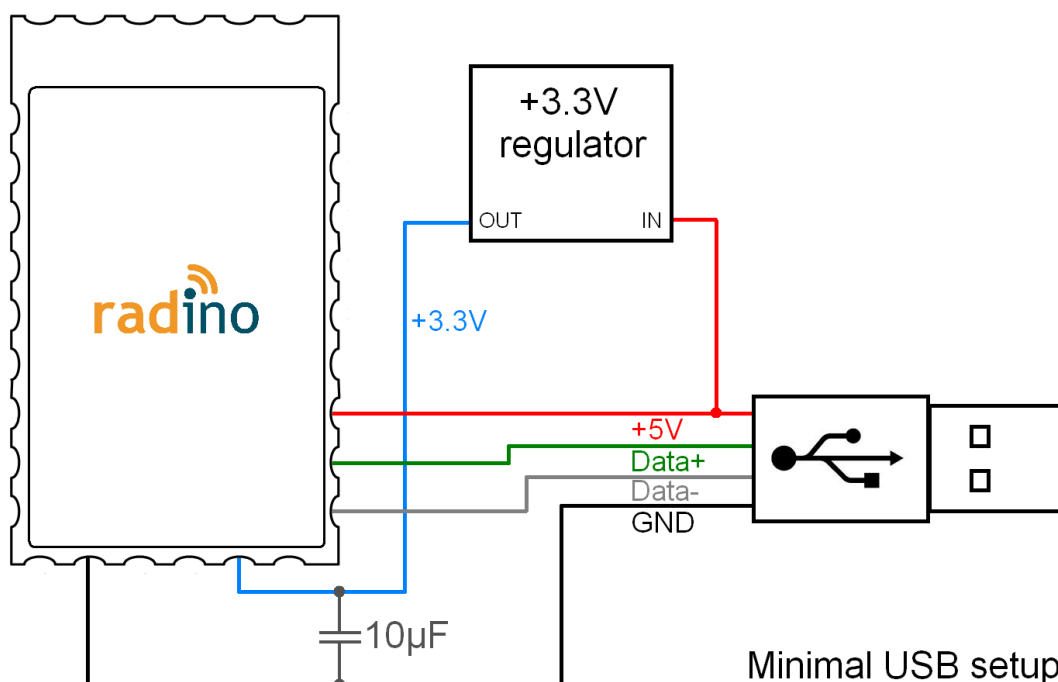 +3.3V
regulator
OUT
IN
radino
+3.3V
+5V
Data+
Data-
GND
10µF
Minimal USB setup